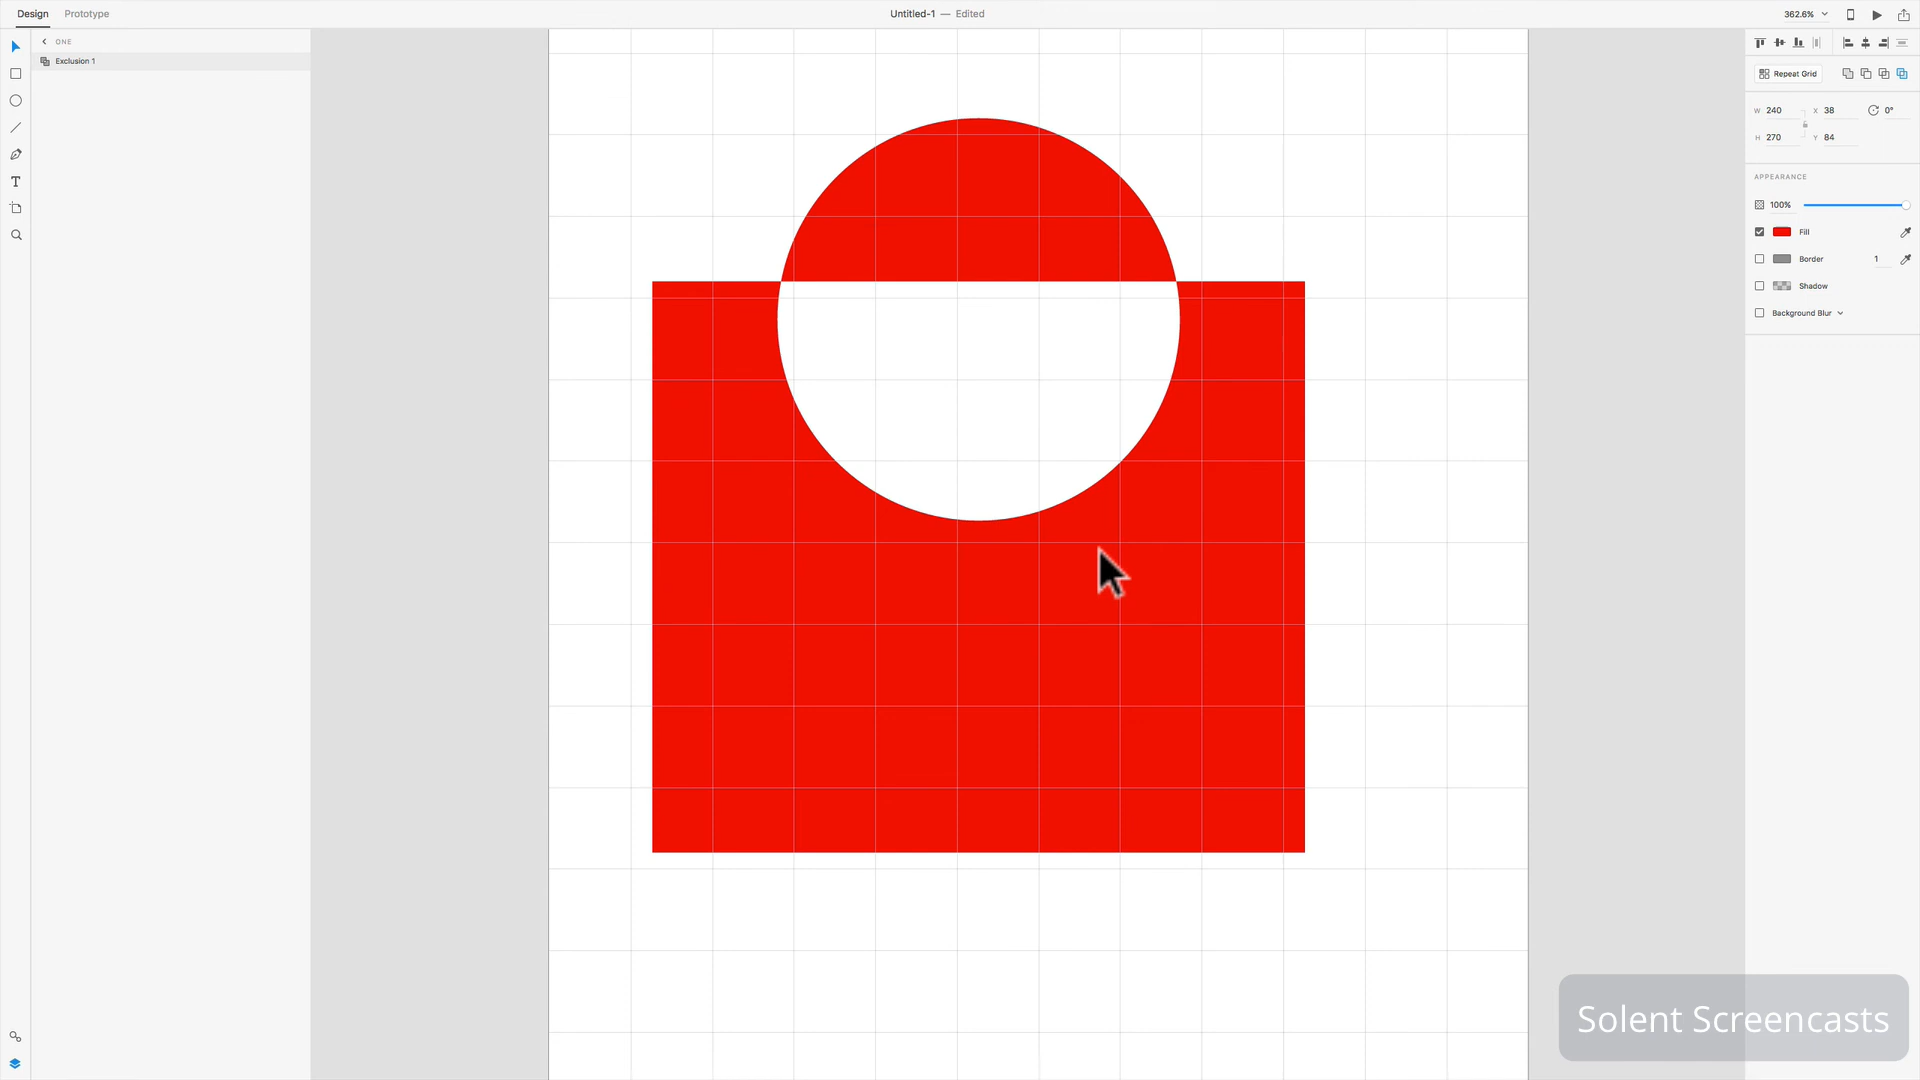 Design Prototype Untitled-1 — Edited 362.6%
ONE
Exclusion 1
Repeat Grid
W 240 X 38 0°
H 270 Y 84
APPEARANCE
100%
Fill
Border 1
Shadow
Background Blur
Solent Screencasts